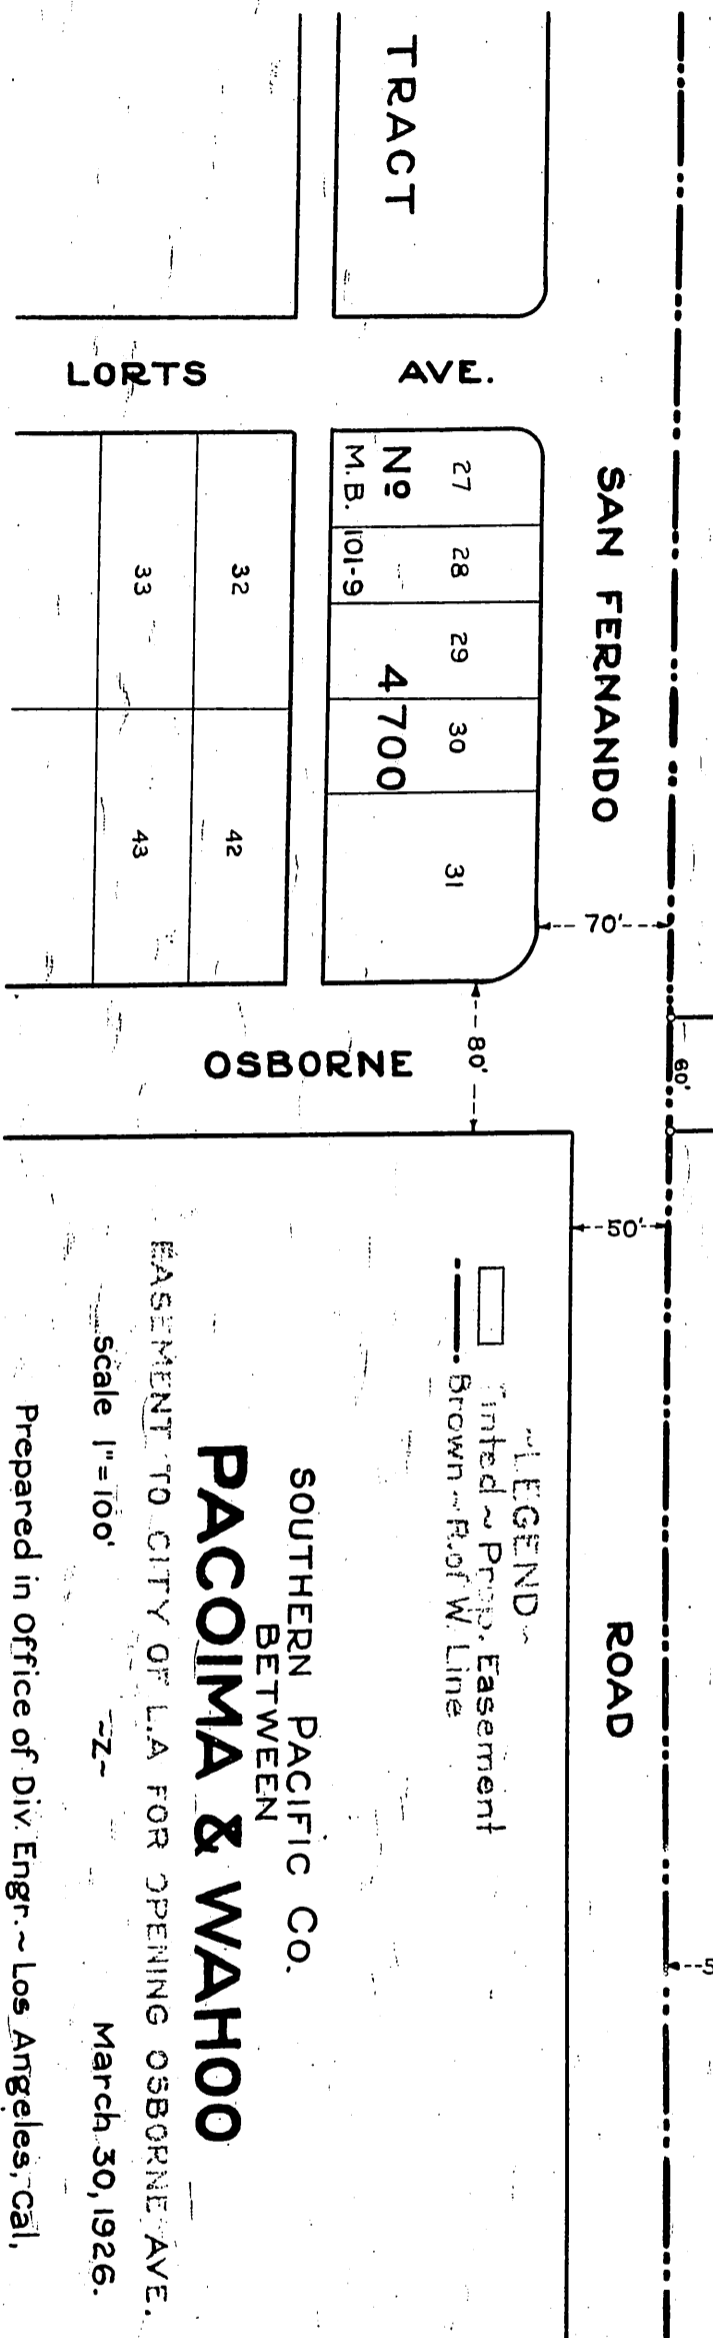 TRACT
LORTS AVE.
SAN FERNANDO ROAD
27
28
29
30
31
Nº 4700
M.B. 101-9
32
33
42
43
70'
80'
60'
50'
OSBORNE
~LEGEND~
Tinted ~ Prop. Easement
Brown ~ R. of W. Line
SOUTHERN PACIFIC CO.
BETWEEN
PACOIMA & WAHOO
EASEMENT TO CITY OF L.A FOR OPENING OSBORNE AVE.
Scale 1"=100' ~Z~ March 30, 1926.
Prepared in Office of Div. Engr. ~ Los Angeles, Cal.